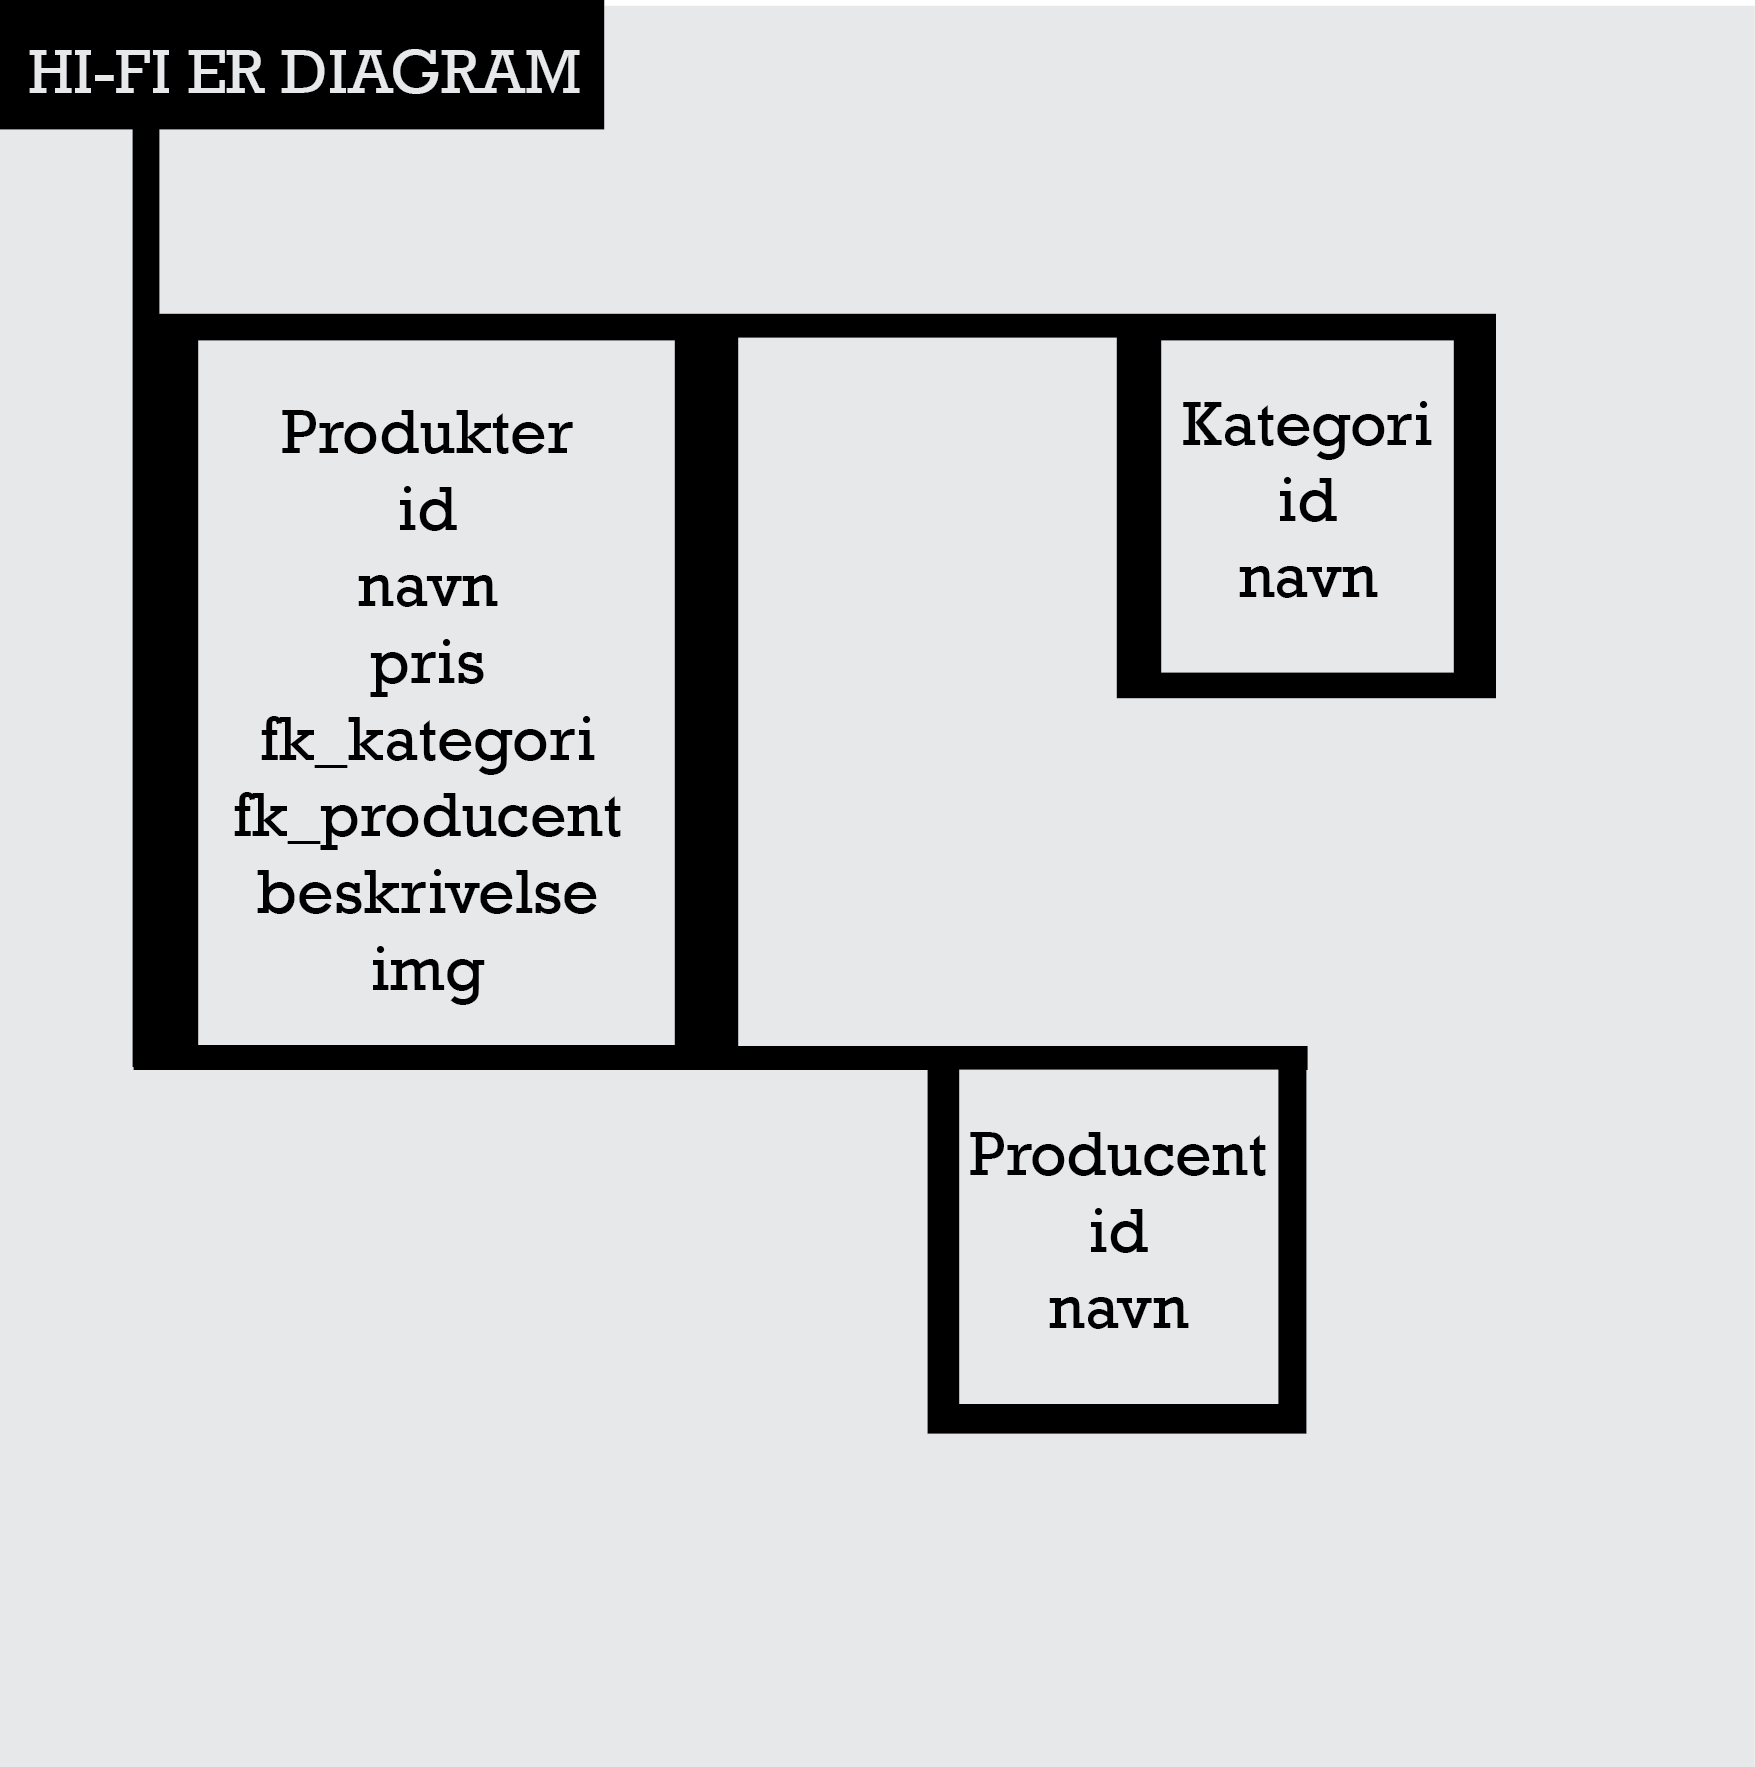 HI-FI ER DIAGRAM
Produkter
id
navn
pris
fk_kategori
fk_producent
beskrivelse
img
Kategori
id
navn
Producent
id
navn